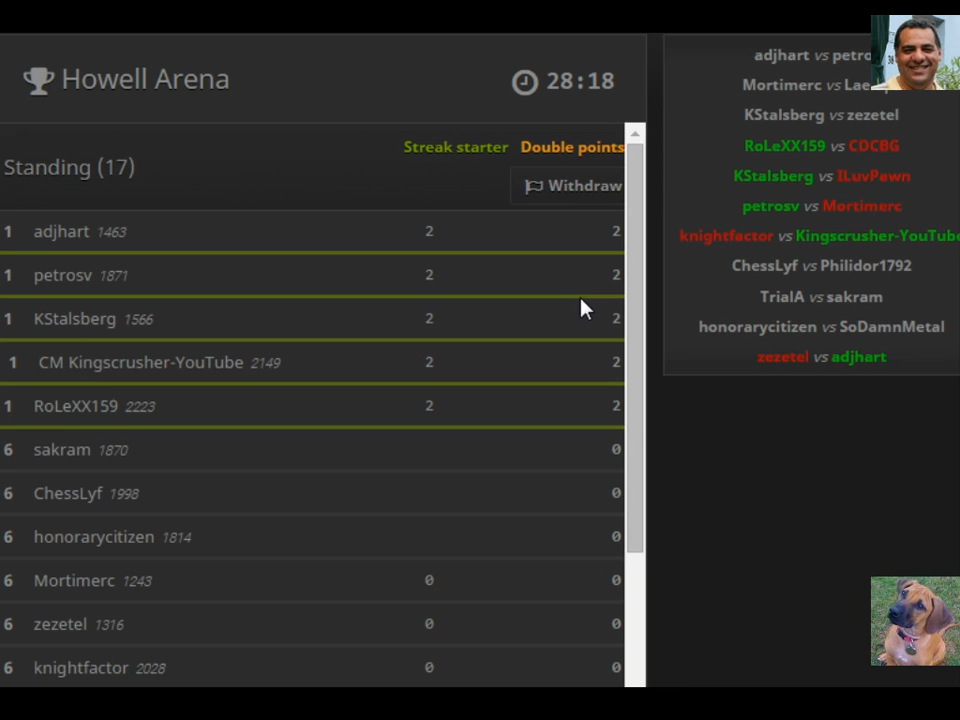 Howell Arena 28:18
Standing (17)
Streak starter Double points
Withdraw
1 adjhart 1463 2 2
1 petrosv 1871 2 2
1 KStalsberg 1566 2 2
1 CM Kingscrusher-YouTube 2149 2 2
1 RoLeXX159 2223 2 2
6 sakram 1870 0
6 ChessLyf 1998 0
6 honorarycitizen 1814 0
6 Mortimerc 1243 0 0
6 zezetel 1316 0 0
6 knightfactor 2028 0 0
adjhart vs petro
Mortimerc vs Lae
KStalsberg vs zezetel
RoLeXX159 vs CDCBG
KStalsberg vs ILuvPawn
petrosv vs Mortimerc
knightfactor vs Kingscrusher-YouTube
ChessLyf vs Philidor1792
TrialA vs sakram
honorarycitizen vs SoDamnMetal
zezetel vs adjhart